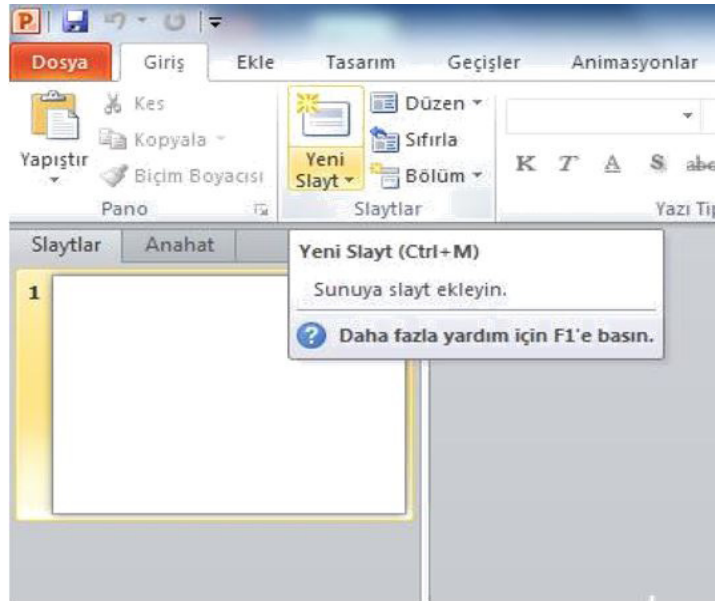 Dosya Giriş Ekle Tasarım Geçişler Animasyonlar
Yapıştır
Kes
Kopyala
Biçim Boyacısı
Pano
Yeni
Slayt
Düzen
Sıfırla
Bölüm
Slaytlar
K T A S abc
Yazı Tip
Slaytlar Anahat
Yeni Slayt (Ctrl+M)
Sunuya slayt ekleyin.
Daha fazla yardım için F1'e basın.
1